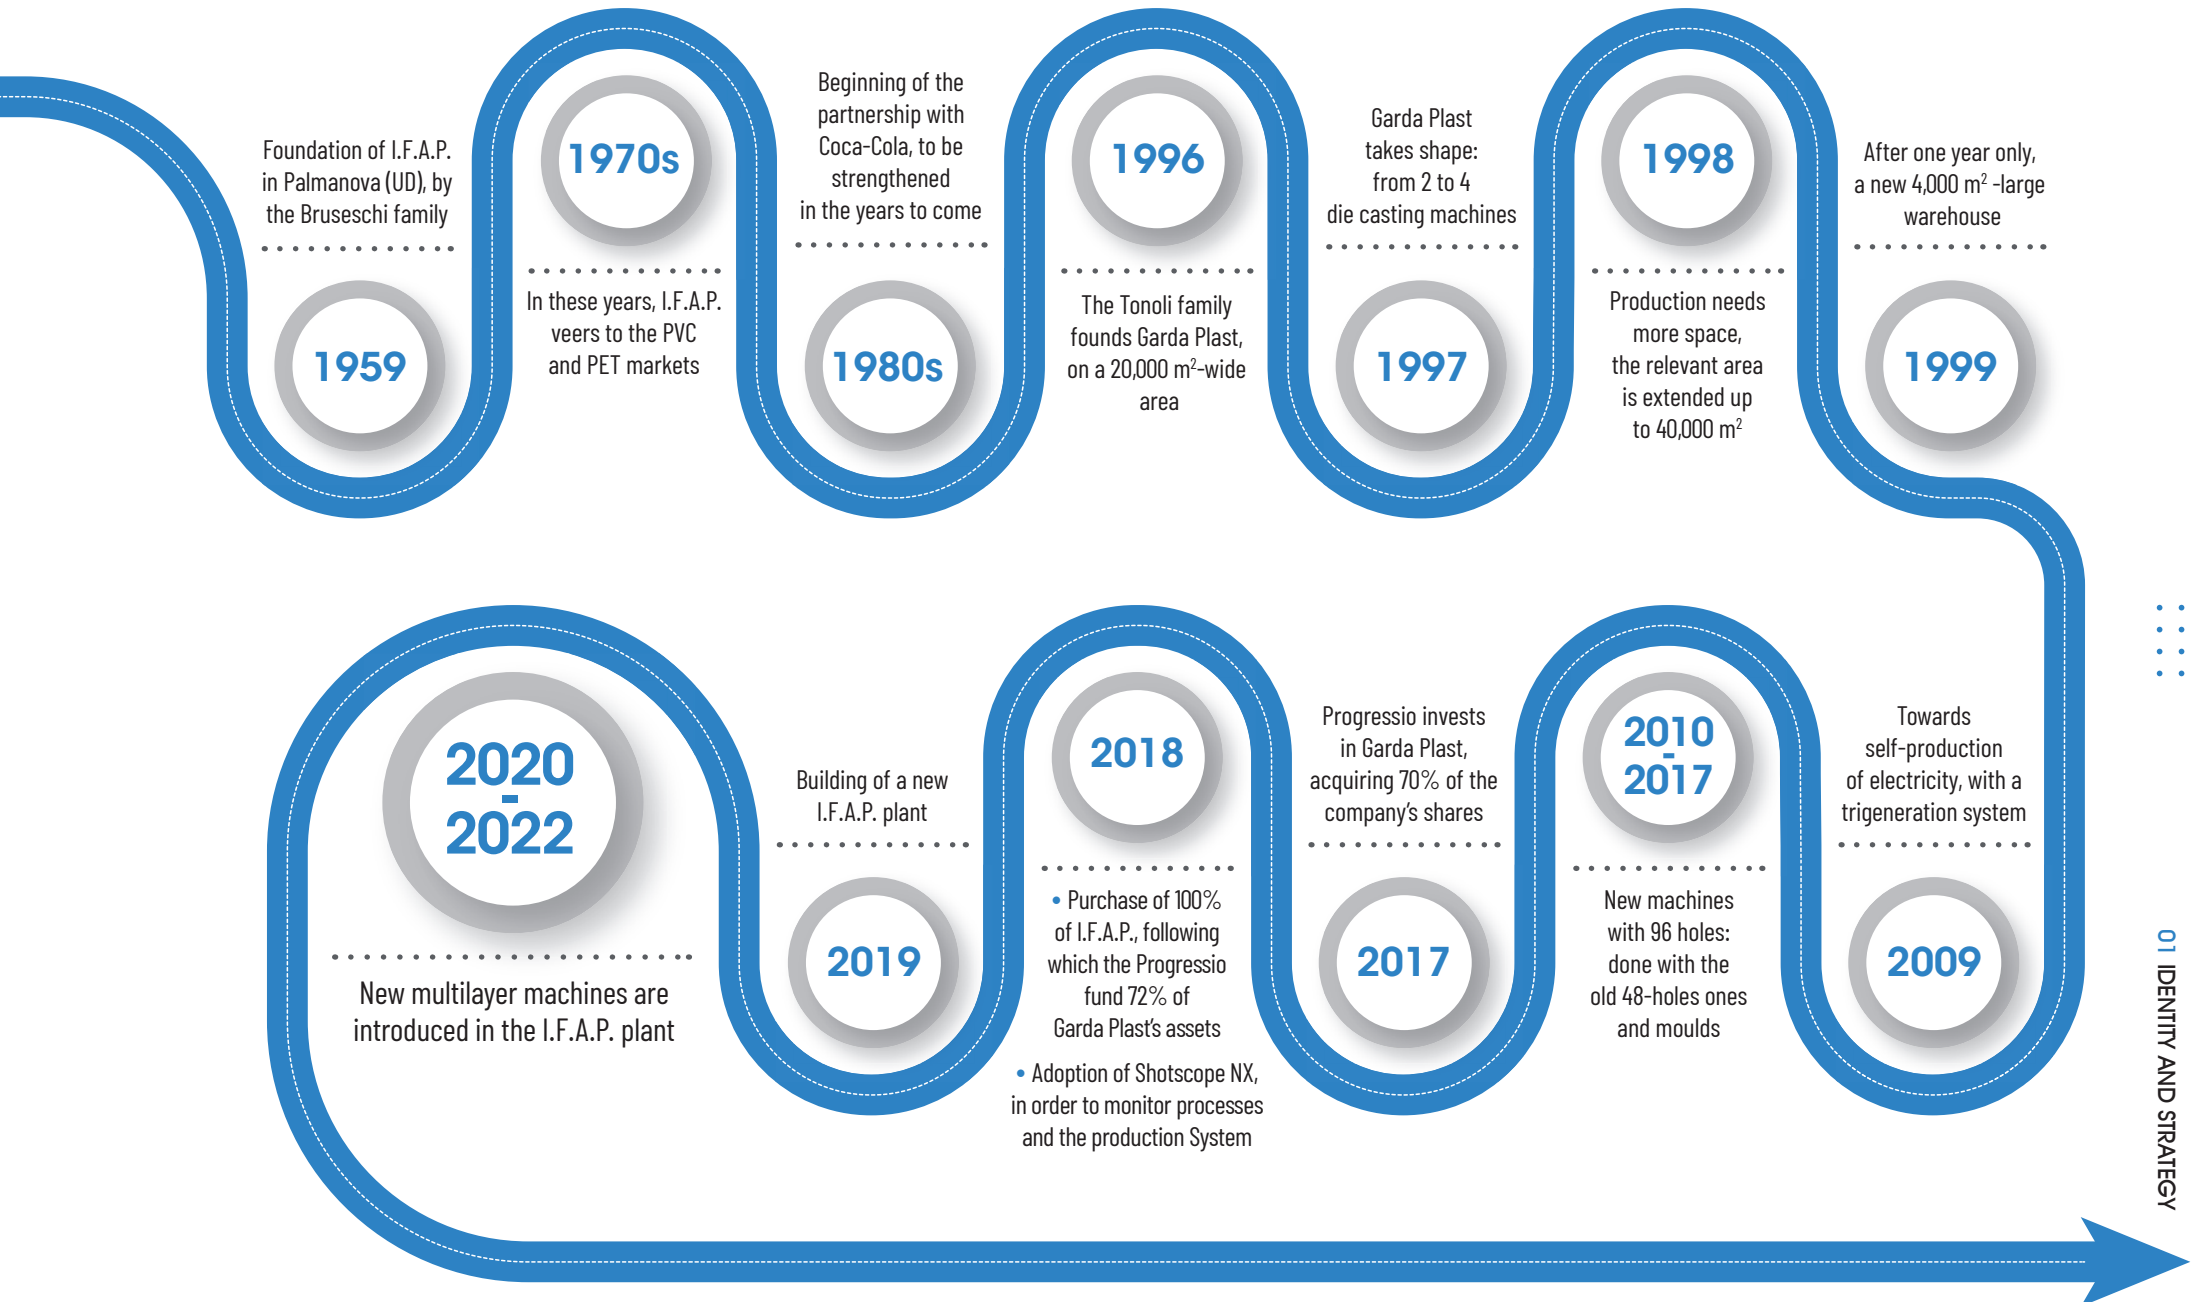 Foundation of I.F.A.P.
in Palmanova (UD), by
the Bruseschi family
1959
1970s
In these years, I.F.A.P.
veers to the PVC
and PET markets
Beginning of the
partnership with
Coca-Cola, to be
strengthened
in the years to come
1980s
1996
The Tonoli family
founds Garda Plast,
on a 20,000 m²-wide
area
Garda Plast
takes shape:
from 2 to 4
die casting machines
1997
1998
Production needs
more space,
the relevant area
is extended up
to 40,000 m²
After one year only,
a new 4,000 m² -large
warehouse
1999
Towards
self-production
of electricity, with a
trigeneration system
2009
2010
-
2017
New machines
with 96 holes:
done with the
old 48-holes ones
and moulds
Progressio invests
in Garda Plast,
acquiring 70% of the
company's shares
2017
2018
• Purchase of 100%
of I.F.A.P., following
which the Progressio
fund 72% of
Garda Plast's assets
• Adoption of Shotscope NX,
in order to monitor processes
and the production System
Building of a new
I.F.A.P. plant
2019
2020
-
2022
New multilayer machines are
introduced in the I.F.A.P. plant
01 IDENTITY AND STRATEGY